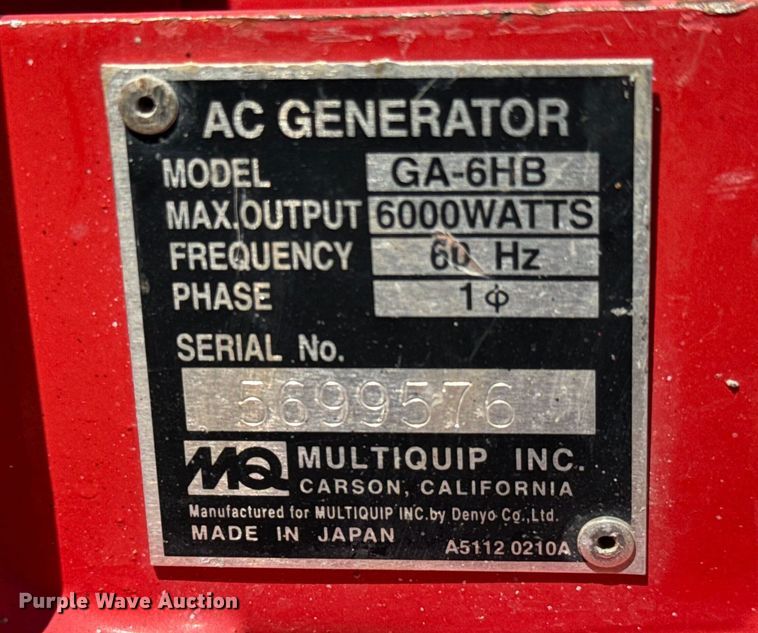 AC GENERATOR
MODEL GA-6HB
MAX.OUTPUT 6000WATTS
FREQUENCY 60 Hz
PHASE 1ϕ
SERIAL No.
5699576
MQ MULTIQUIP INC.
CARSON, CALIFORNIA
Manufactured for MULTIQUIP INC.by Denyo Co.,Ltd.
MADE IN JAPAN A5112 0210A
Purple Wave Auction